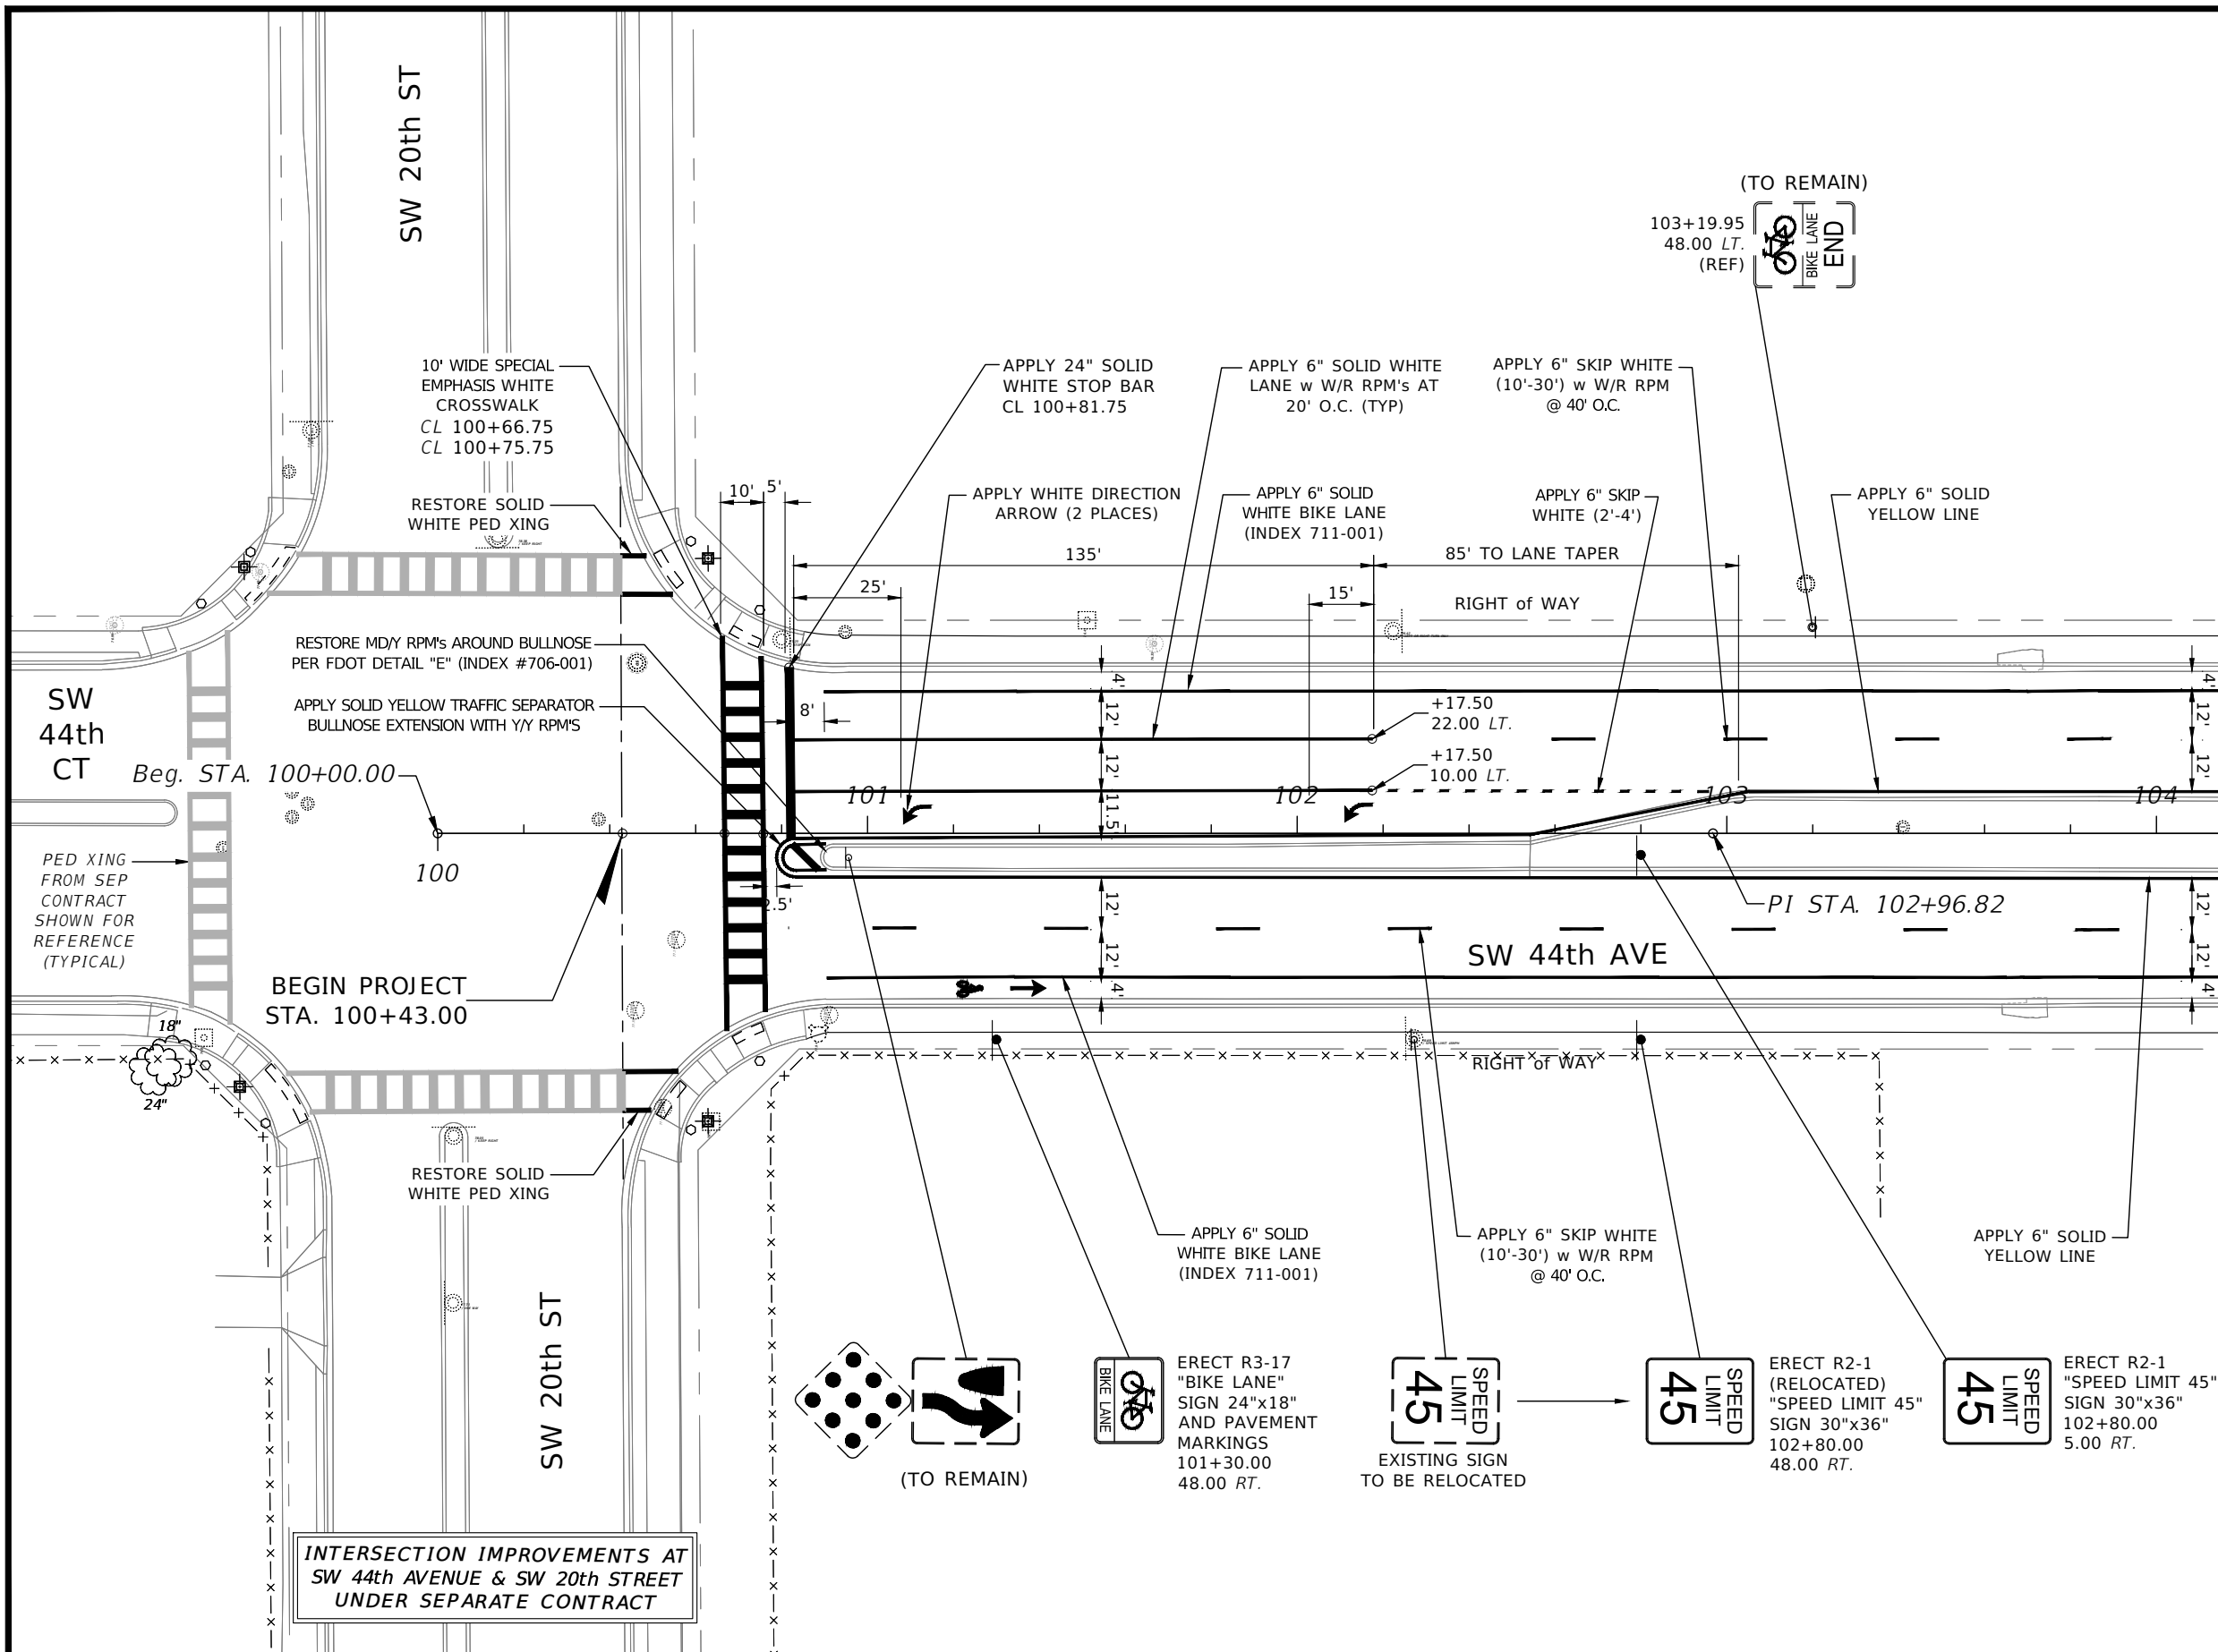 SW 20th ST
(TO REMAIN)
103+19.95
48.00 LT.
(REF)
BIKE LANE
END
10' WIDE SPECIAL
EMPHASIS WHITE
CROSSWALK
CL 100+66.75
CL 100+75.75
APPLY 24" SOLID
WHITE STOP BAR
CL 100+81.75
APPLY 6" SOLID WHITE
LANE w W/R RPM's AT
20' O.C. (TYP)
APPLY 6" SKIP WHITE
(10'-30') w W/R RPM
@ 40' O.C.
RESTORE SOLID
WHITE PED XING
10'
5'
APPLY WHITE DIRECTION
ARROW (2 PLACES)
APPLY 6" SOLID
WHITE BIKE LANE
(INDEX 711-001)
APPLY 6" SKIP
WHITE (2'-4')
APPLY 6" SOLID
YELLOW LINE
135'
85' TO LANE TAPER
25'
15'
RIGHT of WAY
RESTORE MD/Y RPM's AROUND BULLNOSE
PER FDOT DETAIL "E" (INDEX #706-001)
APPLY SOLID YELLOW TRAFFIC SEPARATOR
BULLNOSE EXTENSION WITH Y/Y RPM'S
8'
4'
12'
12'
11.5'
+17.50
22.00 LT.
+17.50
10.00 LT.
4'
12'
12'
SW
44th
CT
Beg. STA. 100+00.00
100
101
102
103
104
PED XING
FROM SEP
CONTRACT
SHOWN FOR
REFERENCE
(TYPICAL)
2.5'
12'
12'
4'
PI STA. 102+96.82
SW 44th AVE
12'
12'
4'
BEGIN PROJECT
STA. 100+43.00
18"
24"
RIGHT of WAY
RESTORE SOLID
WHITE PED XING
APPLY 6" SOLID
WHITE BIKE LANE
(INDEX 711-001)
APPLY 6" SKIP WHITE
(10'-30') w W/R RPM
@ 40' O.C.
APPLY 6" SOLID
YELLOW LINE
SW 20th ST
(TO REMAIN)
BIKE LANE
ERECT R3-17
"BIKE LANE"
SIGN 24"x18"
AND PAVEMENT
MARKINGS
101+30.00
48.00 RT.
SPEED
LIMIT
45
EXISTING SIGN
TO BE RELOCATED
SPEED
LIMIT
45
ERECT R2-1
(RELOCATED)
"SPEED LIMIT 45"
SIGN 30"x36"
102+80.00
48.00 RT.
SPEED
LIMIT
45
ERECT R2-1
"SPEED LIMIT 45"
SIGN 30"x36"
102+80.00
5.00 RT.
INTERSECTION IMPROVEMENTS AT
SW 44th AVENUE & SW 20th STREET
UNDER SEPARATE CONTRACT